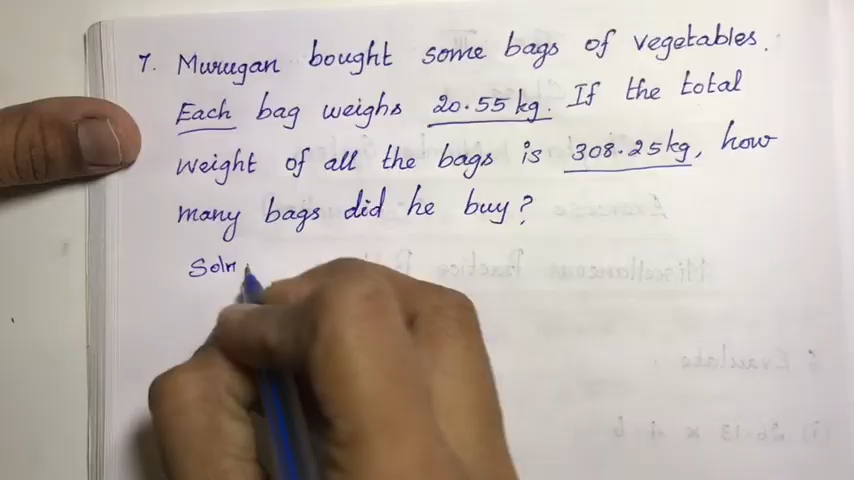 7. Murugan bought some bags of vegetables.
Each bag weighs 20.55 kg. If the total
weight of all the bags is 308.25 kg, how
many bags did he buy?
Soln